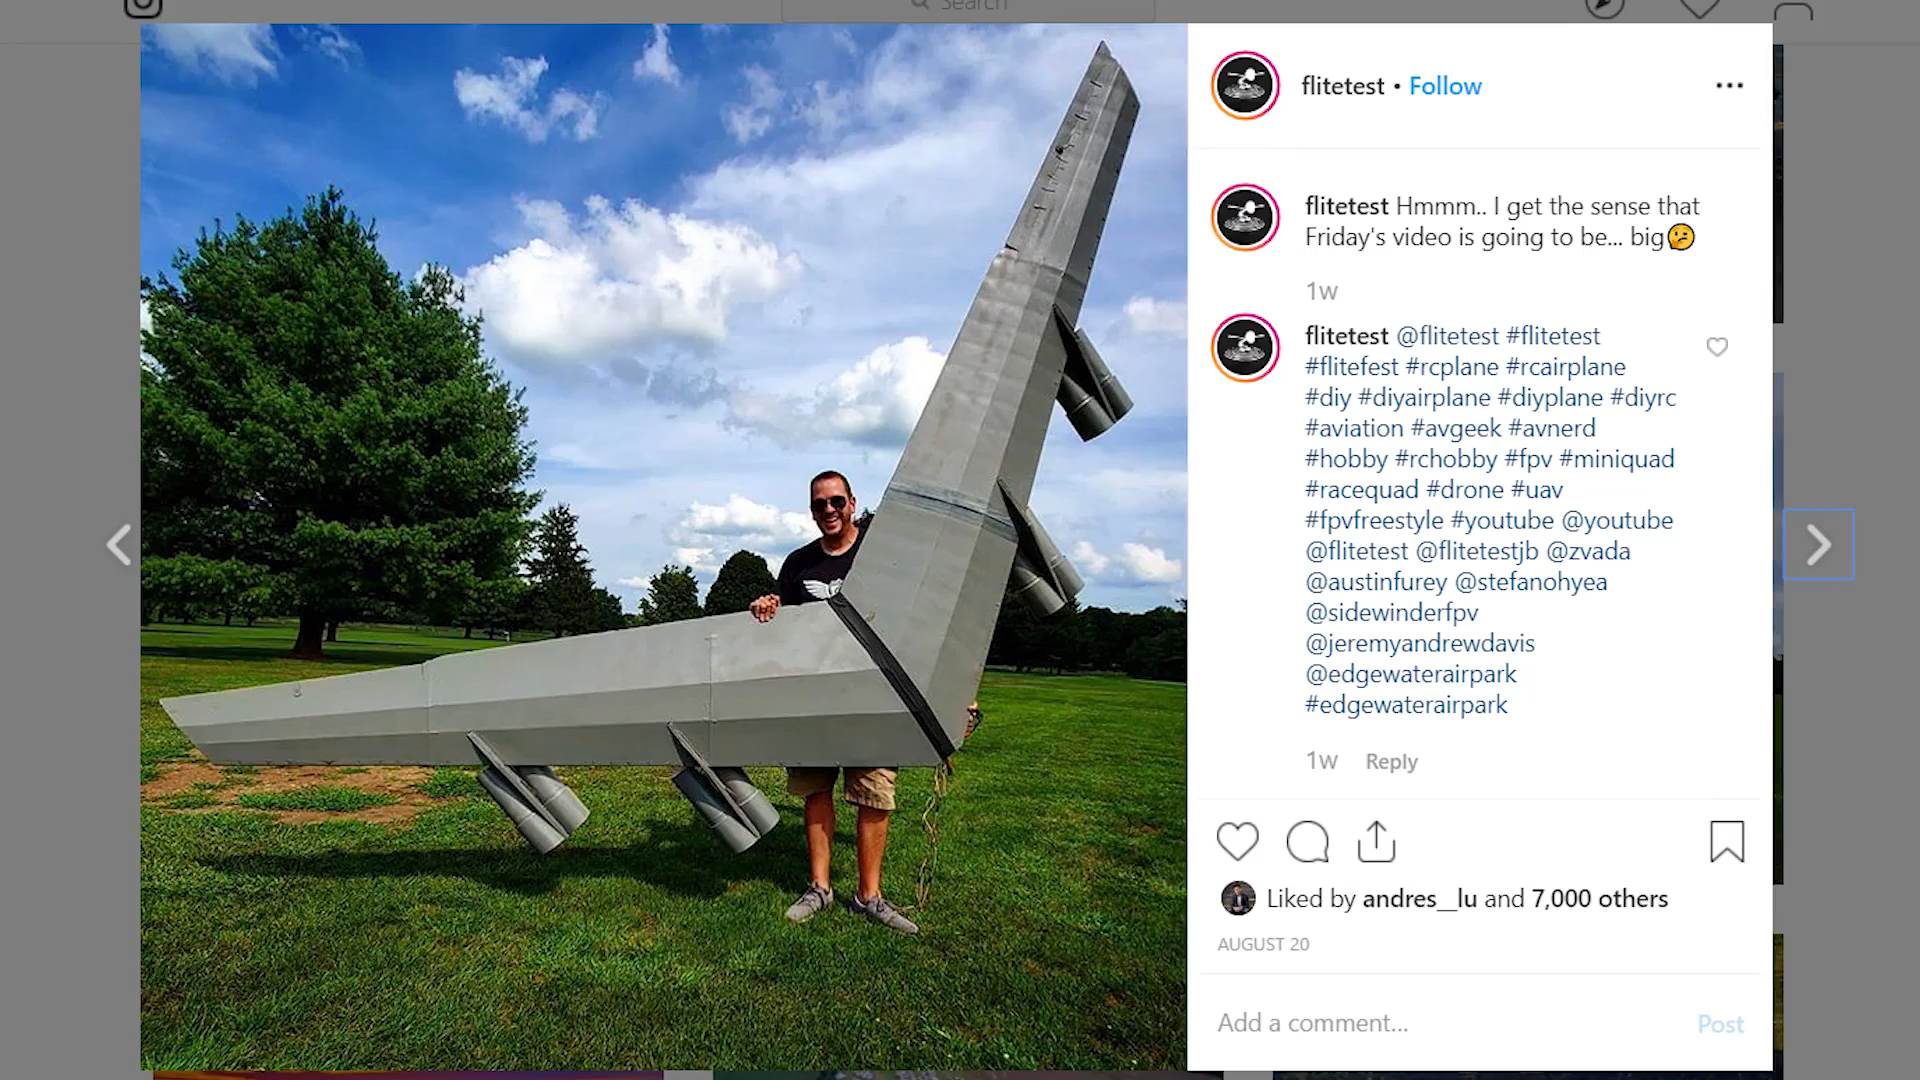 Search
flitetest • Follow
flitetest Hmmm.. I get the sense that
Friday's video is going to be... big🤔
1w
flitetest @flitetest #flitetest
#flitefest #rcplane #rcairplane
#diy #diyairplane #diyplane #diyrc
#aviation #avgeek #avnerd
#hobby #rchobby #fpv #miniquad
#racequad #drone #uav
#fpvfreestyle #youtube @youtube
@flitetest @flitetestjb @zvada
@austinfurey @stefanohyea
@sidewinderfpv
@jeremyandrewdavis
@edgewaterairpark
#edgewaterairpark
1w Reply
Liked by andres__lu and 7,000 others
AUGUST 20
Add a comment... Post